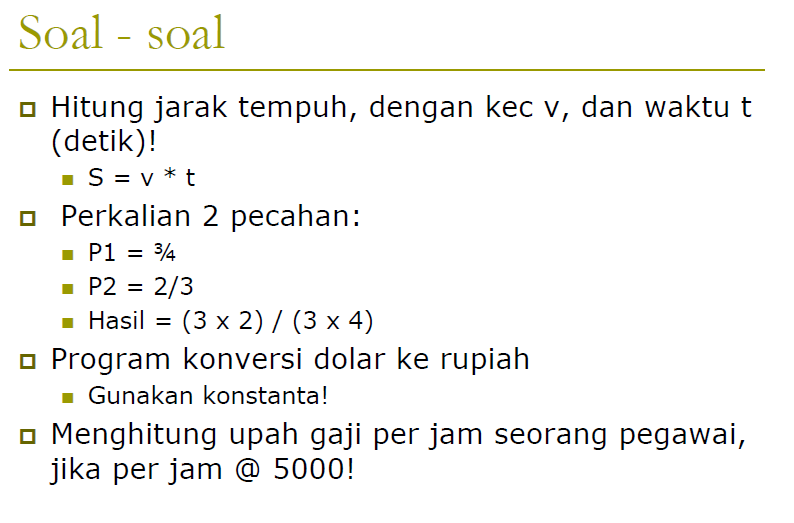 Soal - soal
Hitung jarak tempuh, dengan kec v, dan waktu t
(detik)!
S = v * t
Perkalian 2 pecahan:
P1 = ¾
P2 = 2/3
Hasil = (3 x 2) / (3 x 4)
Program konversi dolar ke rupiah
Gunakan konstanta!
Menghitung upah gaji per jam seorang pegawai,
jika per jam @ 5000!